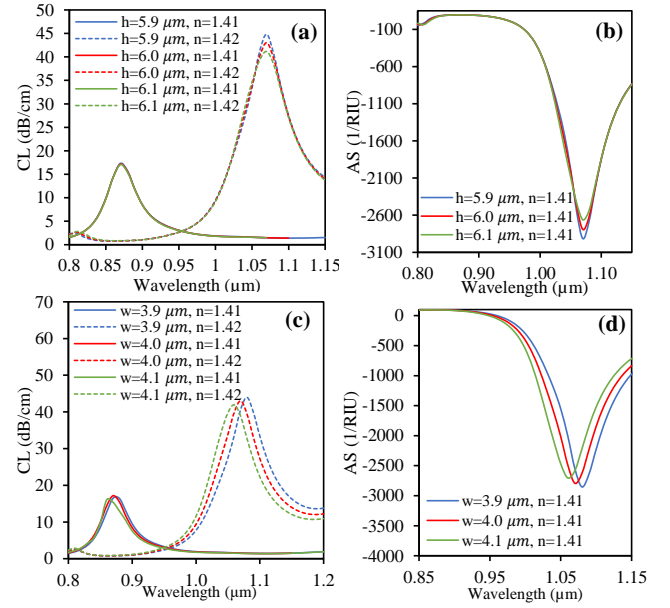 50
45
40
35
30
25
20
15
10
5
0
CL (dB/cm)
(a)
h=5.9 μm, n=1.41
h=5.9 μm, n=1.42
h=6.0 μm, n=1.41
h=6.0 μm, n=1.42
h=6.1 μm, n=1.41
h=6.1 μm, n=1.42
0.8 0.85 0.9 0.95 1 1.05 1.1 1.15
Wavelength (μm)
-100
-600
-1100
-1600
-2100
-2600
-3100
AS (1/RIU)
(b)
h=5.9 μm, n=1.41
h=6.0 μm, n=1.41
h=6.1 μm, n=1.41
0.80 0.90 1.00 1.10
Wavelength (μm)
70
60
50
40
30
20
10
0
CL (dB/cm)
(c)
w=3.9 μm, n=1.41
w=3.9 μm, n=1.42
w=4.0 μm, n=1.41
w=4.0 μm, n=1.42
w=4.1 μm, n=1.41
w=4.1 μm, n=1.42
0.8 0.9 1.0 1.1 1.2
Wavelength (μm)
0
-500
-1000
-1500
-2000
-2500
-3000
-3500
-4000
AS (1/RIU)
(d)
w=3.9 μm, n=1.41
w=4.0 μm, n=1.41
w=4.1 μm, n=1.41
0.85 0.95 1.05 1.15
Wavelength (μm)